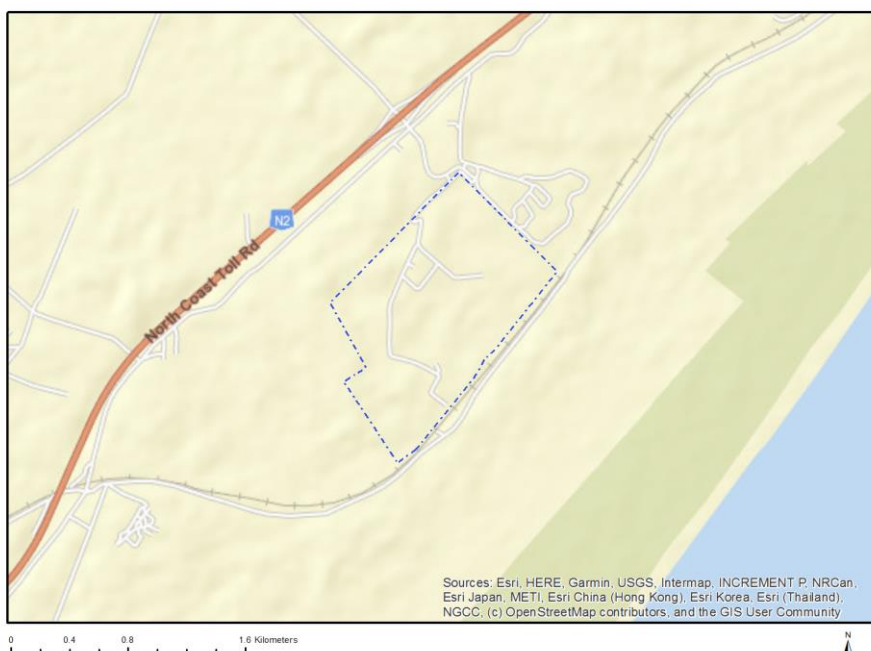 N2
North Coast Toll Rd
Sources: Esri, HERE, Garmin, USGS, Intermap, INCREMENT P, NRCan,
Esri Japan, METI, Esri China (Hong Kong), Esri Korea, Esri (Thailand),
NGCC, (c) OpenStreetMap contributors, and the GIS User Community
0 0.4 0.8 1.6 Kilometers
N